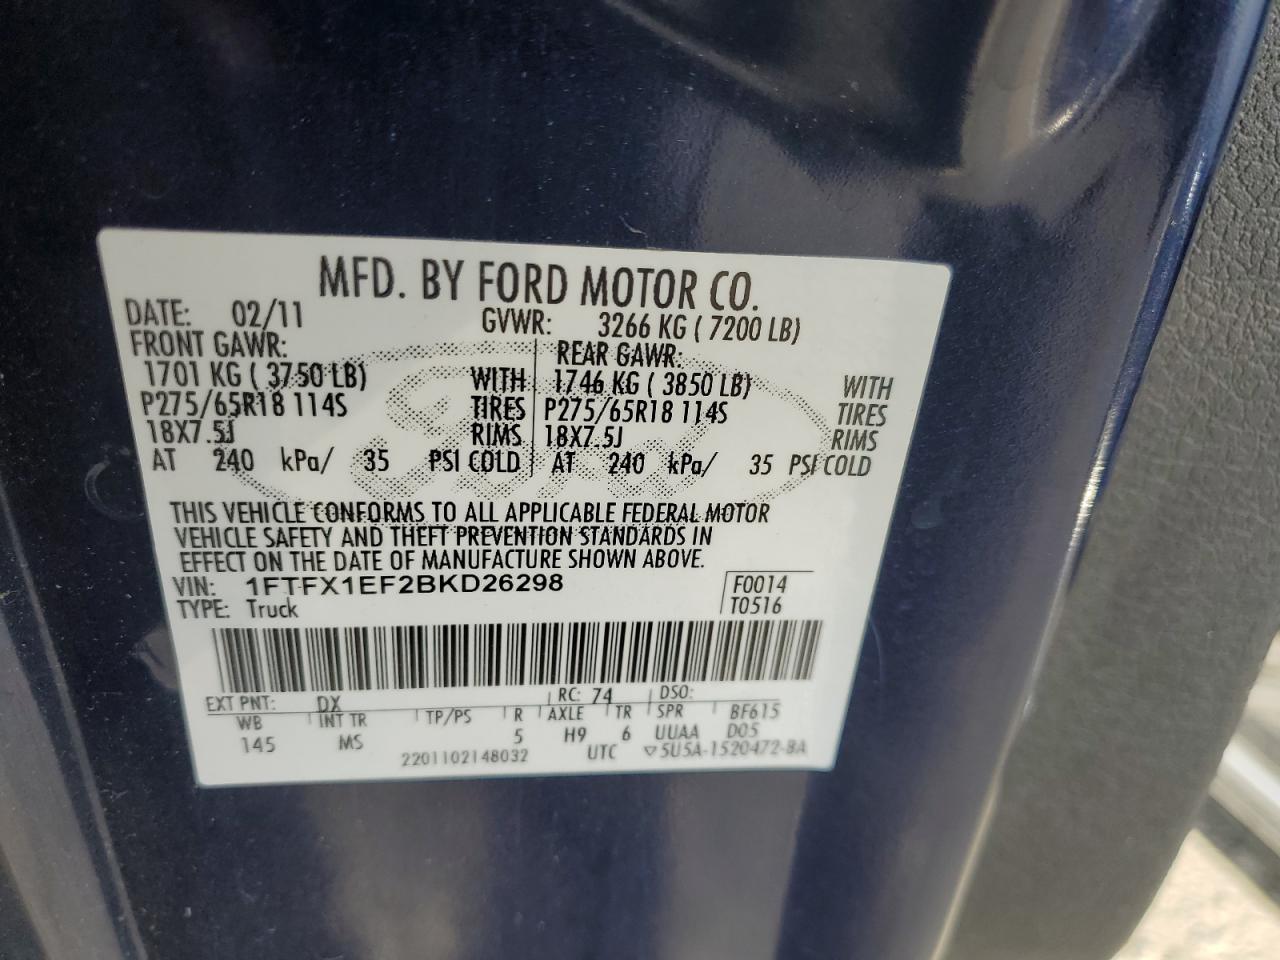 MFD. BY FORD MOTOR CO.
DATE: 02/11 GVWR: 3266 KG ( 7200 LB)
FRONT GAWR: REAR GAWR:
1701 KG ( 3750 LB) WITH 1746 KG ( 3850 LB) WITH
P275/65R18 114S TIRES P275/65R18 114S TIRES
18X7.5J RIMS 18X7.5J RIMS
AT 240 kPa/ 35 PSI COLD AT 240 kPa/ 35 PSI COLD
Ford
THIS VEHICLE CONFORMS TO ALL APPLICABLE FEDERAL MOTOR
VEHICLE SAFETY AND THEFT PREVENTION STANDARDS IN
EFFECT ON THE DATE OF MANUFACTURE SHOWN ABOVE.
VIN: 1FTFX1EF2BKD26298 F0014
TYPE: Truck T0516
EXT PNT: DX RC: 74 DSO:
WB INT TR TP/PS R AXLE TR SPR BF615
145 MS 5 H9 6 UUAA D05
2201102148032 UTC ▽5U5A-1520472-BA